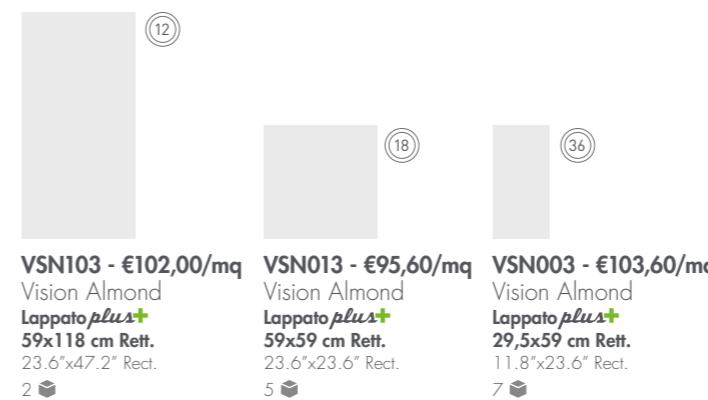 12
18
36
VSN103 - €102,00/mq
Vision Almond
Lappato plus+
59x118 cm Rett.
23.6”x47.2” Rect.
2
VSN013 - €95,60/mq
Vision Almond
Lappato plus+
59x59 cm Rett.
23.6”x23.6” Rect.
5
VSN003 - €103,60/mq
Vision Almond
Lappato plus+
29,5x59 cm Rett.
11.8”x23.6” Rect.
7